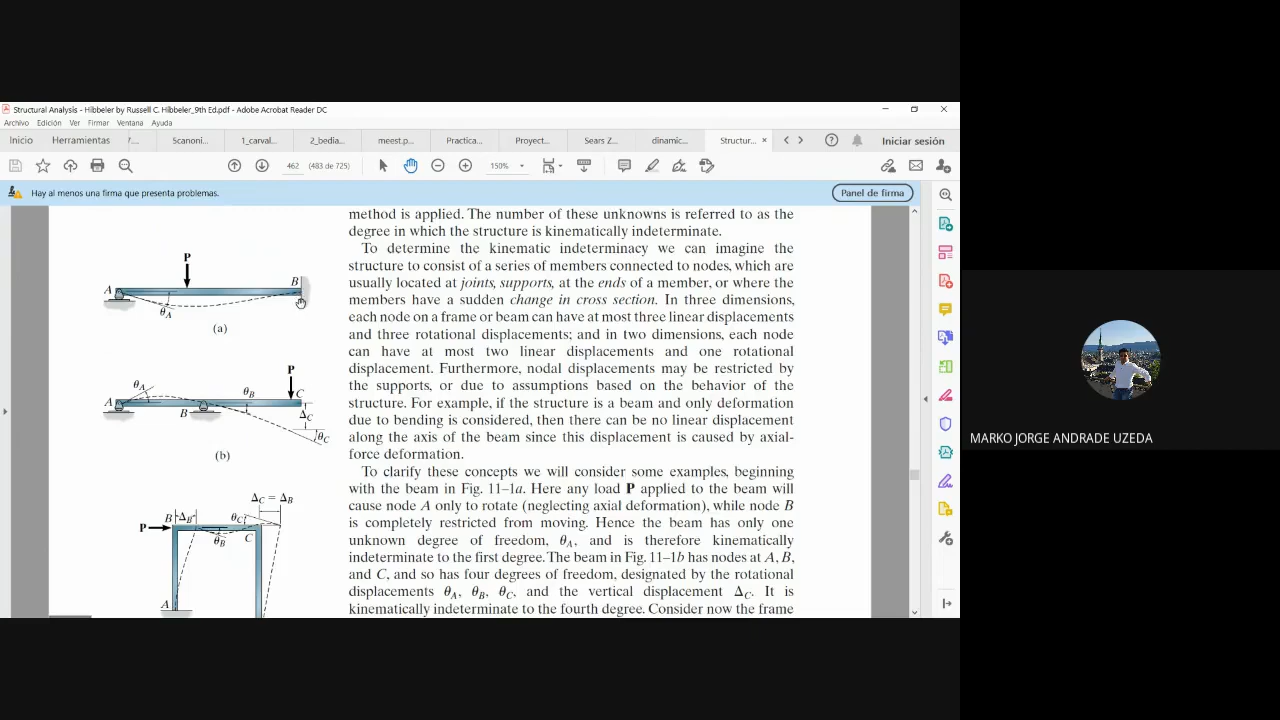 Structural Analysis - Hibbeler by Russell C. Hibbeler_9th Ed.pdf - Adobe Acrobat Reader DC
Archivo Edición Ver Firmar Ventana Ayuda
Inicio Herramientas 7... 5canoni... 1_carval... 2_bedia... meest.p... Practica... Proyect... Sears Z... dinamic... Structur... ×
Iniciar sesión
462 (483 de 725) 150%
Hay al menos una firma que presenta problemas.
Panel de firma
method is applied. The number of these unknowns is referred to as the
degree in which the structure is kinematically indeterminate.
To determine the kinematic indeterminacy we can imagine the
structure to consist of a series of members connected to nodes, which are
usually located at joints, supports, at the ends of a member, or where the
members have a sudden change in cross section. In three dimensions,
each node on a frame or beam can have at most three linear displacements
and three rotational displacements; and in two dimensions, each node
can have at most two linear displacements and one rotational
displacement. Furthermore, nodal displacements may be restricted by
the supports, or due to assumptions based on the behavior of the
structure. For example, if the structure is a beam and only deformation
due to bending is considered, then there can be no linear displacement
along the axis of the beam since this displacement is caused by axial-
force deformation.
To clarify these concepts we will consider some examples, beginning
with the beam in Fig. 11–1a. Here any load P applied to the beam will
cause node A only to rotate (neglecting axial deformation), while node B
is completely restricted from moving. Hence the beam has only one
unknown degree of freedom, θA, and is therefore kinematically
indeterminate to the first degree. The beam in Fig. 11–1b has nodes at A, B,
and C, and so has four degrees of freedom, designated by the rotational
displacements θA, θB, θC, and the vertical displacement ΔC. It is
kinematically indeterminate to the fourth degree. Consider now the frame
P
A B
θA
(a)
P
θA θB C
A
B ΔC
θC
(b)
ΔC = ΔB
B ΔB θC
P
θB C
A
MARKO JORGE ANDRADE UZEDA